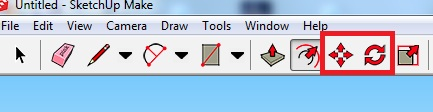 Untitled - SketchUp Make
File Edit View Camera Draw Tools Window Help